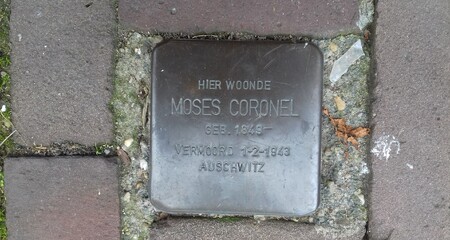 HIER WOONDE
MOSES CORONEL
GEB. 1849
VERMOORD 1-2-1943
AUSCHWITZ